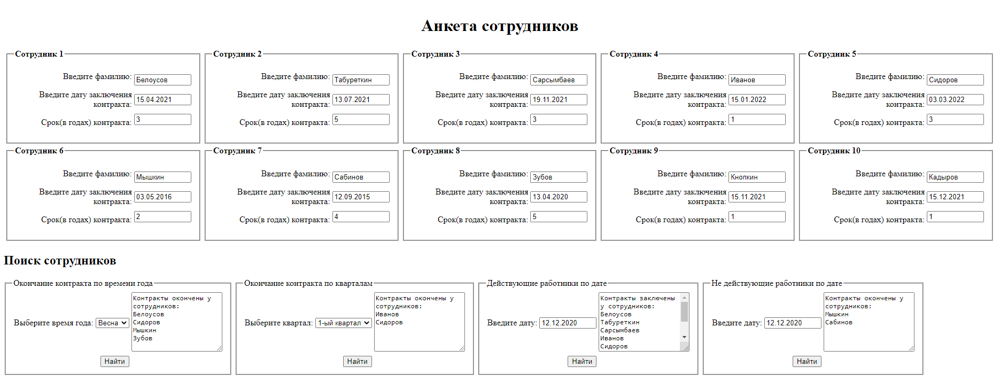 Анкета сотрудников
Сотрудник 1
Введите фамилию: Белоусов
Введите дату заключения
контракта: 15.04.2021
Срок(в годах) контракта: 3
Сотрудник 2
Введите фамилию: Табуреткин
Введите дату заключения
контракта: 13.07.2021
Срок(в годах) контракта: 5
Сотрудник 3
Введите фамилию: Сарсымбаев
Введите дату заключения
контракта: 19.11.2021
Срок(в годах) контракта: 3
Сотрудник 4
Введите фамилию: Иванов
Введите дату заключения
контракта: 15.01.2022
Срок(в годах) контракта: 1
Сотрудник 5
Введите фамилию: Сидоров
Введите дату заключения
контракта: 03.03.2022
Срок(в годах) контракта: 3
Сотрудник 6
Введите фамилию: Мышкин
Введите дату заключения
контракта: 03.05.2016
Срок(в годах) контракта: 2
Сотрудник 7
Введите фамилию: Сабинов
Введите дату заключения
контракта: 12.09.2015
Срок(в годах) контракта: 4
Сотрудник 8
Введите фамилию: Зубов
Введите дату заключения
контракта: 13.04.2020
Срок(в годах) контракта: 5
Сотрудник 9
Введите фамилию: Кнопкин
Введите дату заключения
контракта: 15.11.2021
Срок(в годах) контракта: 1
Сотрудник 10
Введите фамилию: Кадыров
Введите дату заключения
контракта: 15.12.2021
Срок(в годах) контракта: 1
Поиск сотрудников
Окончание контракта по времени года
Выберите время года: Весна
Контракты окончены у
сотрудников:
Белоусов
Сидоров
Мышкин
Зубов
Найти
Окончание контракта по кварталам
Выберите квартал: 1-ый квартал
Контракты окончены у
сотрудников:
Иванов
Сидоров
Найти
Действующие работники по дате
Введите дату: 12.12.2020
Контракты заключены
у сотрудников:
Белоусов
Табуреткин
Сарсымбаев
Иванов
Сидоров
Найти
Не действующие работники по дате
Введите дату: 12.12.2020
Контракты окончены у
сотрудников:
Мышкин
Сабинов
Найти